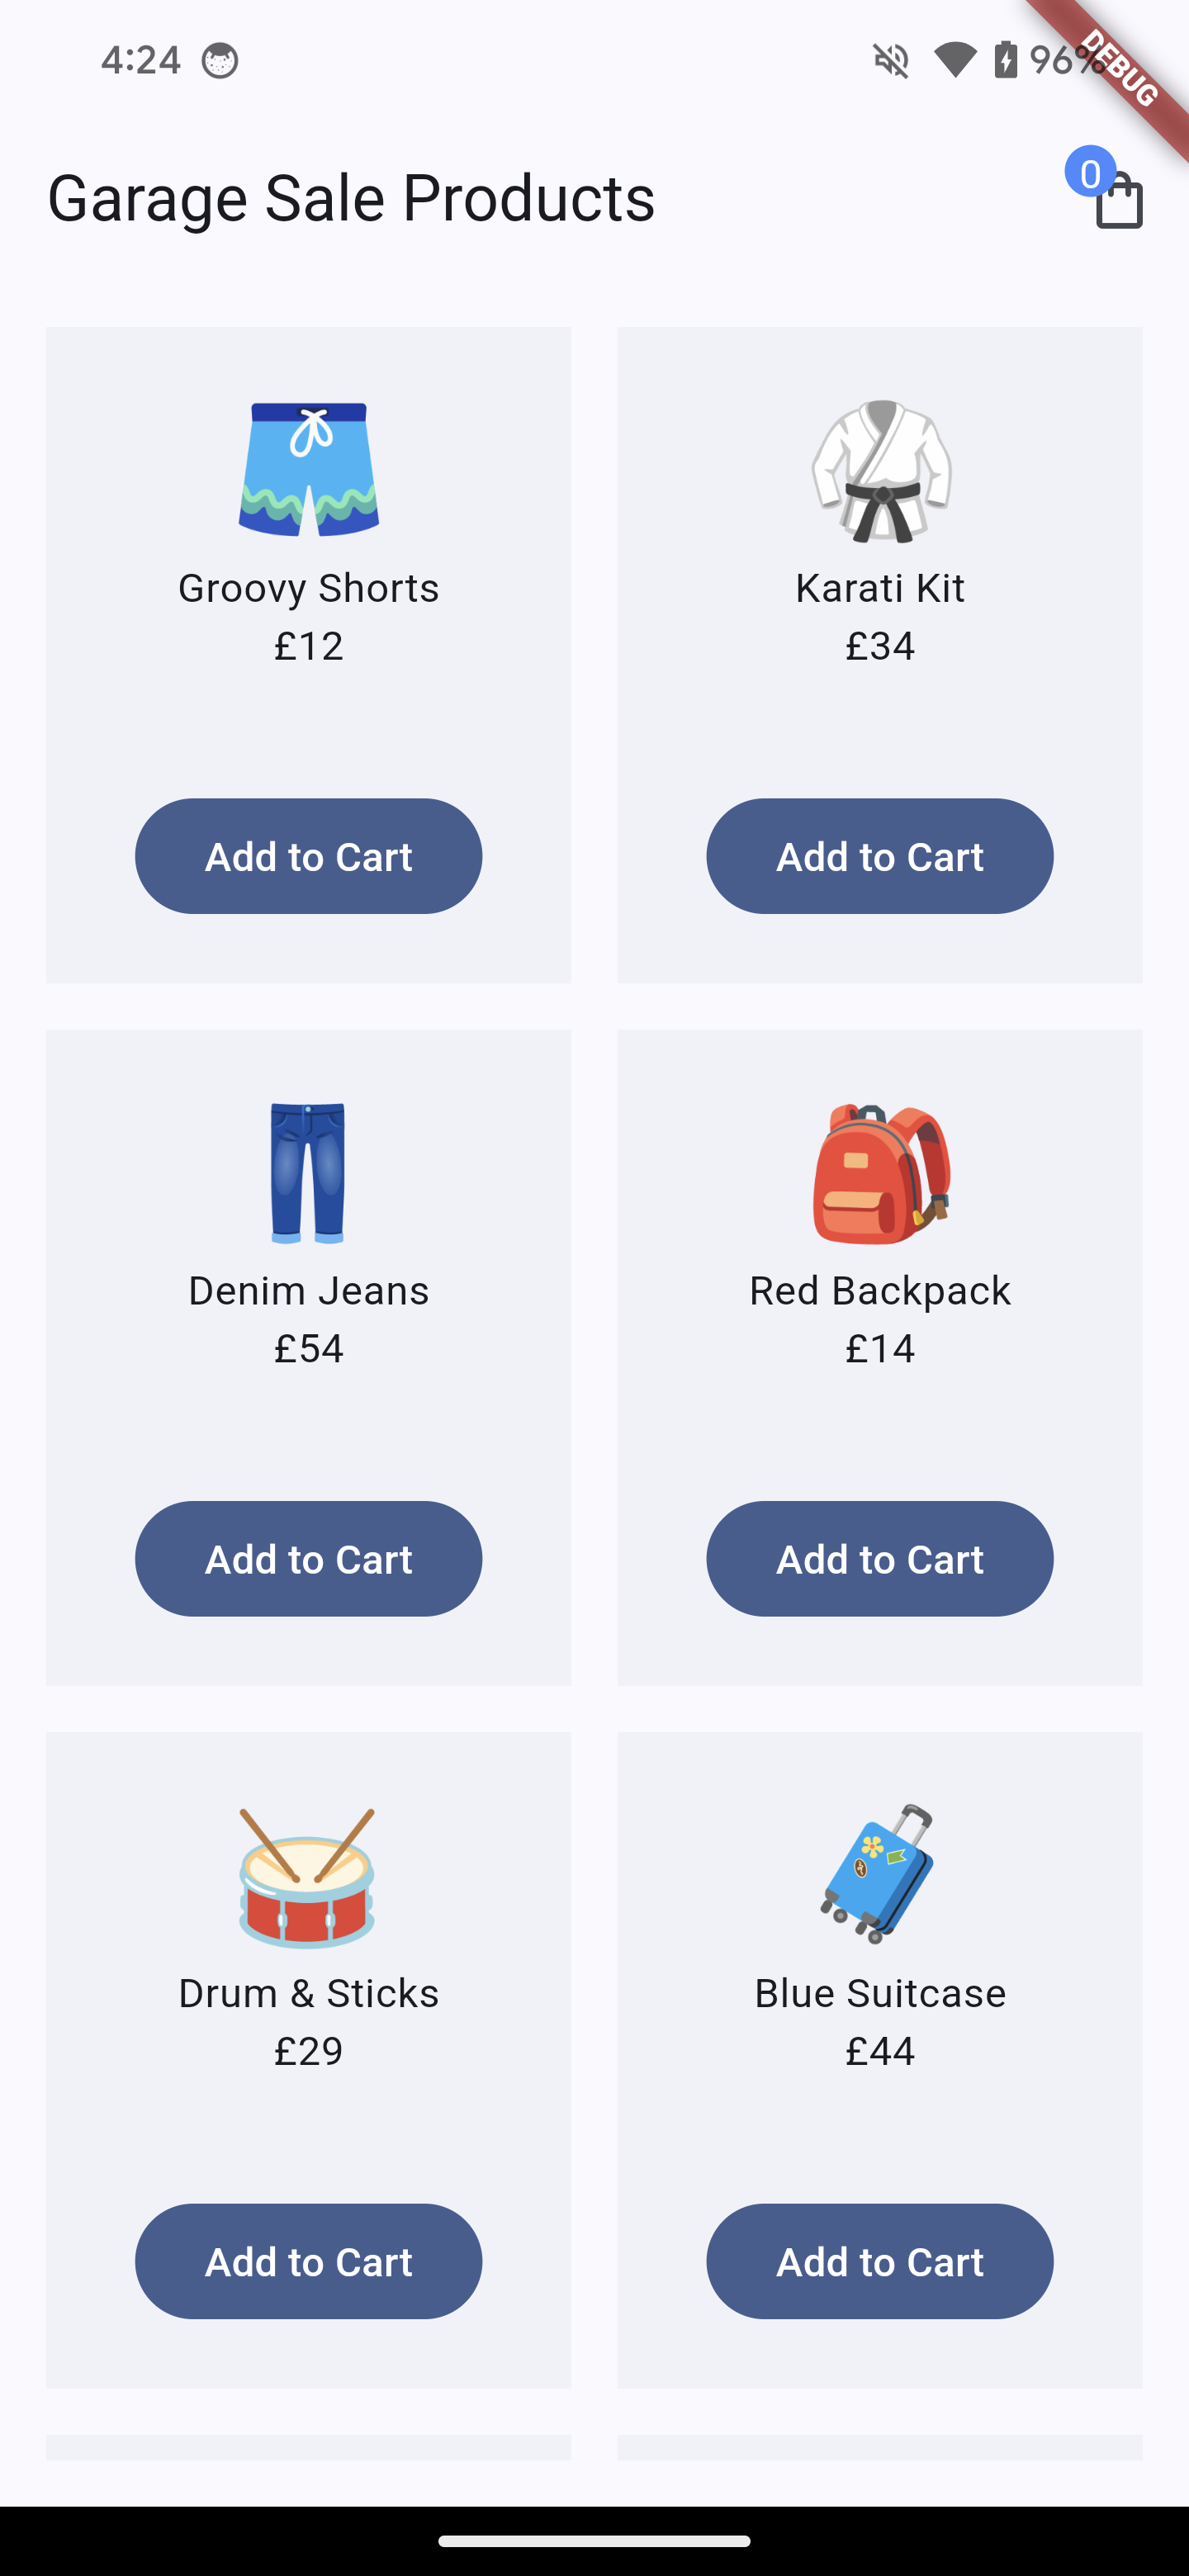 4:24
96%
DEBUG
Garage Sale Products
0
Groovy Shorts
£12
Add to Cart
Karati Kit
£34
Add to Cart
Denim Jeans
£54
Add to Cart
Red Backpack
£14
Add to Cart
Drum & Sticks
£29
Add to Cart
Blue Suitcase
£44
Add to Cart